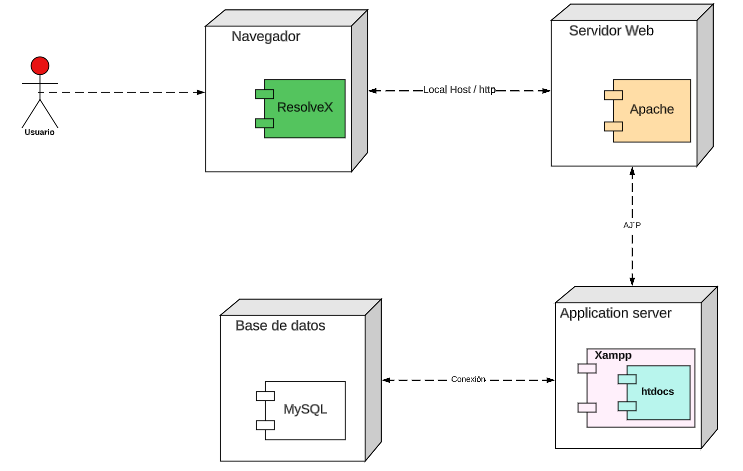 Navegador
Servidor Web
ResolveX
Local Host / http
Apache
Usuario
AJP
Base de datos
Application server
Xampp
Conexión
htdocs
MySQL